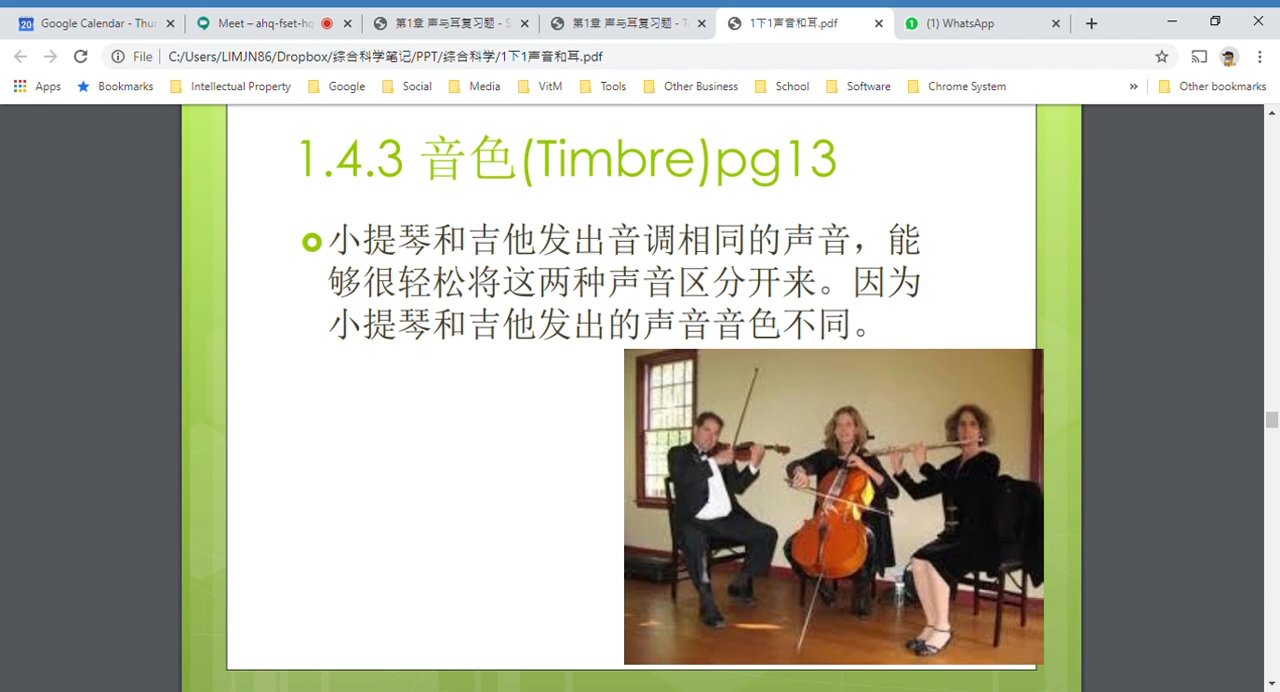 20 Google Calendar - Thur
Meet – ahq-fset-hq
第1章 声与耳复习题 - S
第1章 声与耳复习题 - T
1下1声音和耳.pdf
1 (1) WhatsApp
File C:/Users/LIMJN86/Dropbox/综合科学笔记/PPT/综合科学/1下1声音和耳.pdf
Apps Bookmarks Intellectual Property Google Social Media VitM Tools Other Business School Software Chrome System » Other bookmarks
1.4.3 音色(Timbre)pg13
小提琴和吉他发出音调相同的声音，能
够很轻松将这两种声音区分开来。因为
小提琴和吉他发出的声音音色不同。